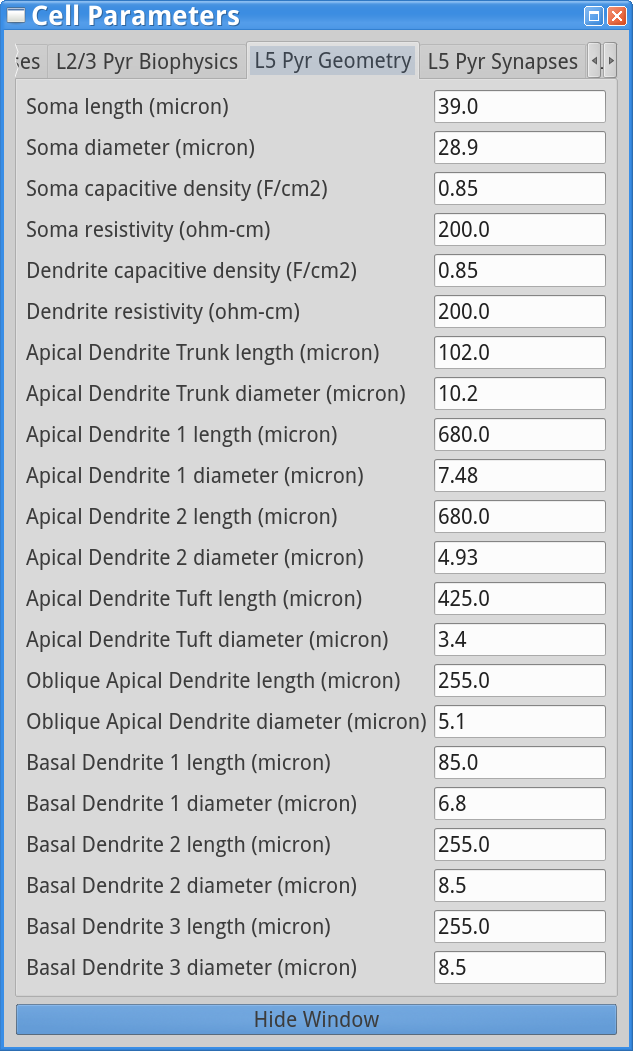 Cell Parameters
L2/3 Pyr Biophysics L5 Pyr Geometry L5 Pyr Synapses
Soma length (micron) 39.0
Soma diameter (micron) 28.9
Soma capacitive density (F/cm2) 0.85
Soma resistivity (ohm-cm) 200.0
Dendrite capacitive density (F/cm2) 0.85
Dendrite resistivity (ohm-cm) 200.0
Apical Dendrite Trunk length (micron) 102.0
Apical Dendrite Trunk diameter (micron) 10.2
Apical Dendrite 1 length (micron) 680.0
Apical Dendrite 1 diameter (micron) 7.48
Apical Dendrite 2 length (micron) 680.0
Apical Dendrite 2 diameter (micron) 4.93
Apical Dendrite Tuft length (micron) 425.0
Apical Dendrite Tuft diameter (micron) 3.4
Oblique Apical Dendrite length (micron) 255.0
Oblique Apical Dendrite diameter (micron) 5.1
Basal Dendrite 1 length (micron) 85.0
Basal Dendrite 1 diameter (micron) 6.8
Basal Dendrite 2 length (micron) 255.0
Basal Dendrite 2 diameter (micron) 8.5
Basal Dendrite 3 length (micron) 255.0
Basal Dendrite 3 diameter (micron) 8.5
Hide Window